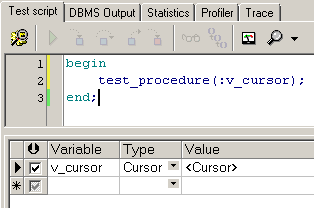 Test script DBMS Output Statistics Profiler Trace
1 begin
2 test_procedure(:v_cursor);
3 end;
Variable Type Value
v_cursor Cursor <Cursor>
*